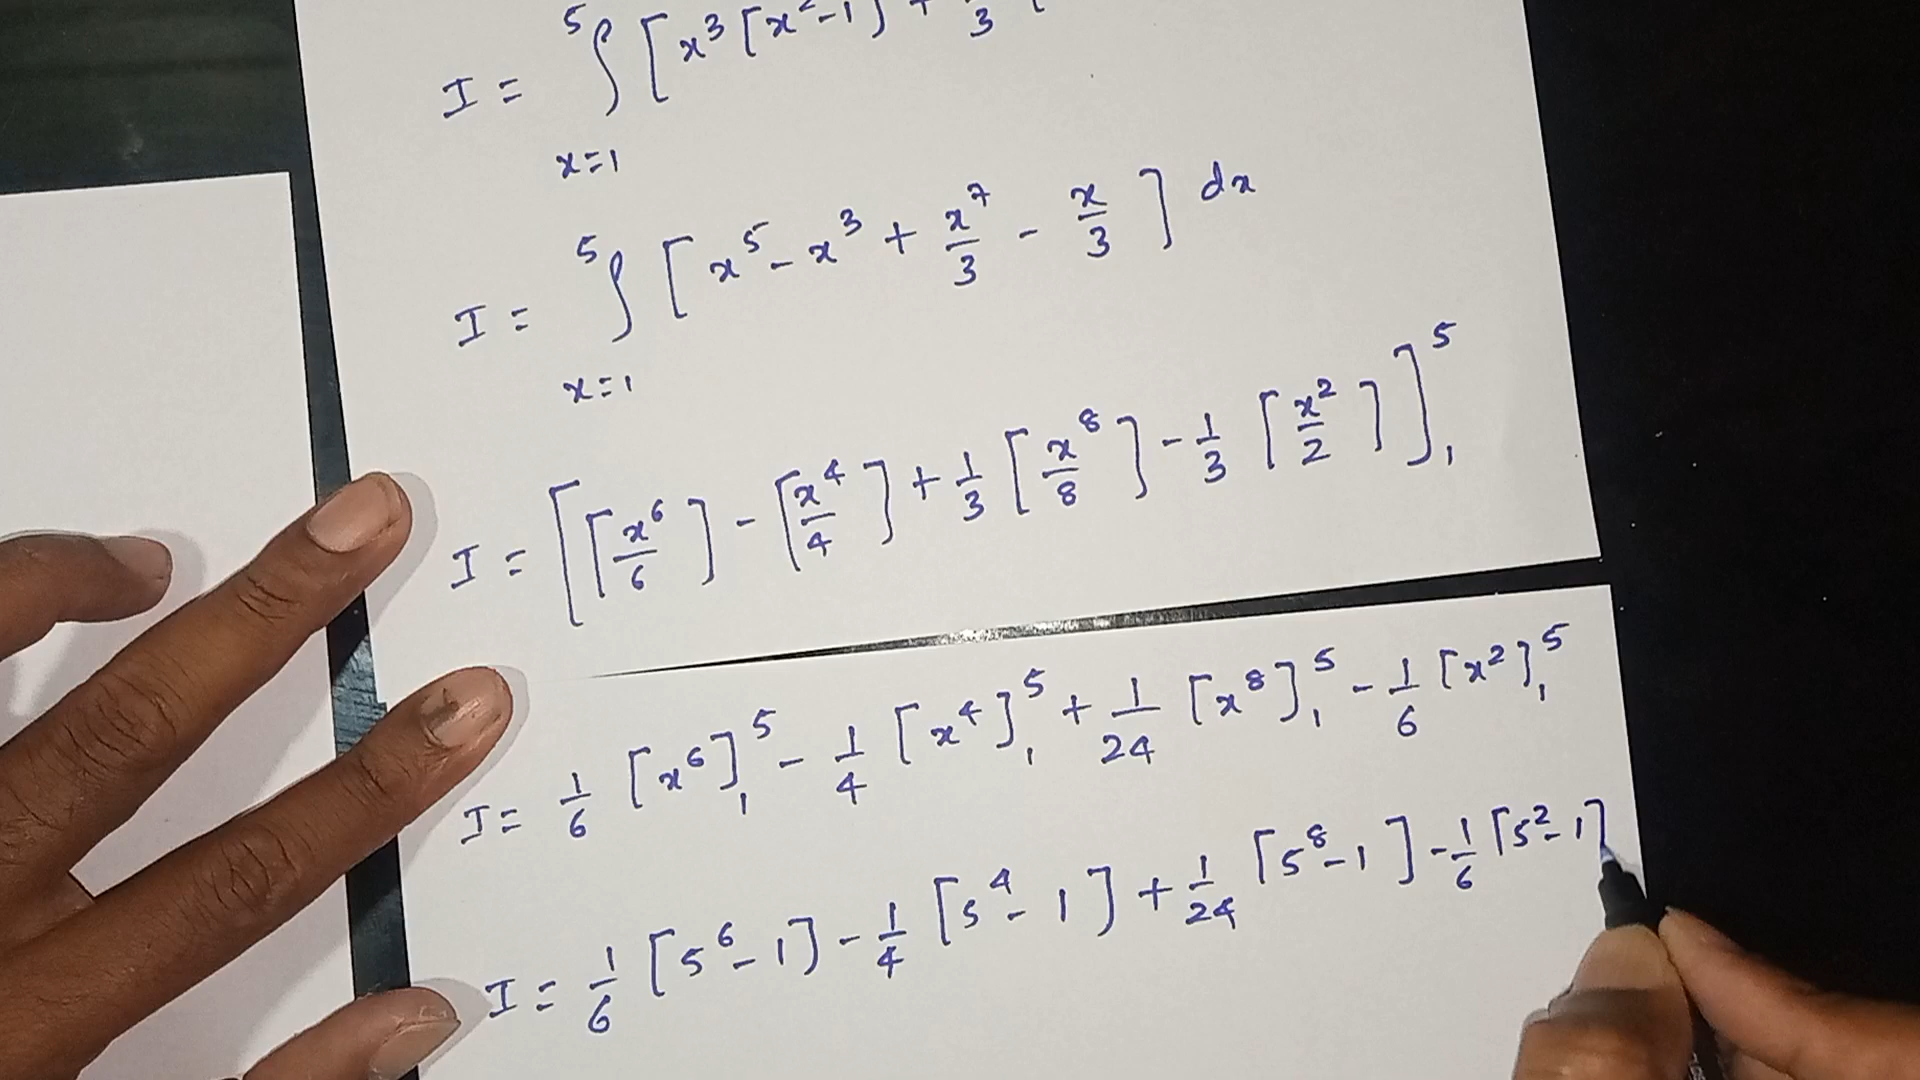 I = ∫_{x=1}^{5} [x³[x²-1] + 3
I = ∫_{x=1}^{5} [x⁵ - x³ + x⁷/3 - x/3] dx
I = [[x⁶/6] - [x⁴/4] + 1/3 [x⁸/8] - 1/3 [x²/2]]₁⁵
I = 1/6 [x⁶]₁⁵ - 1/4 [x⁴]₁⁵ + 1/24 [x⁸]₁⁵ - 1/6 [x²]₁⁵
I = 1/6 [5⁶-1] - 1/4 [5⁴-1] + 1/24 [5⁸-1] - 1/6 [5²-1]